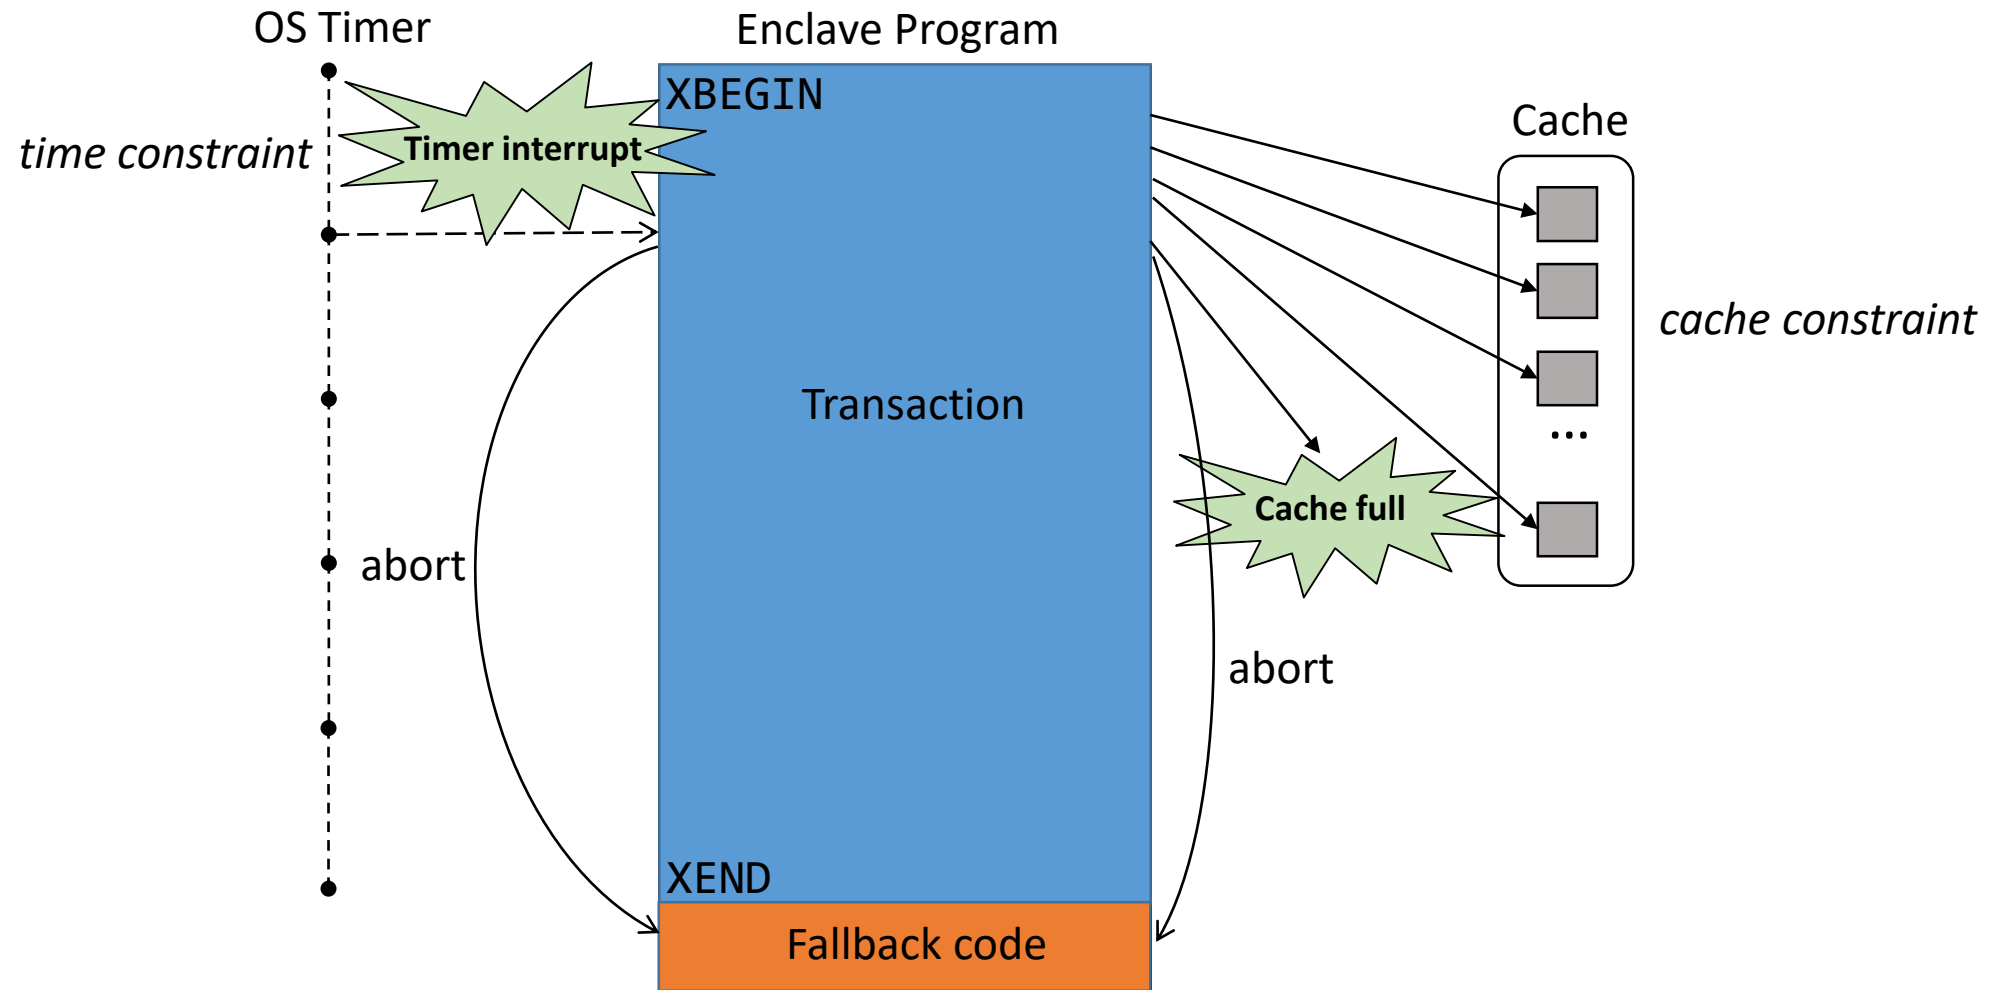 OS Timer
Enclave Program
XBEGIN
Cache
time constraint
Timer interrupt
cache constraint
Transaction
...
Cache full
abort
abort
XEND
Fallback code